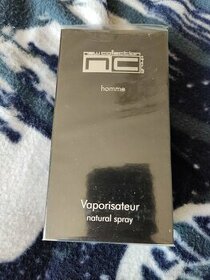 new collection
nc
group
homme
Vaporisateur
natural spray